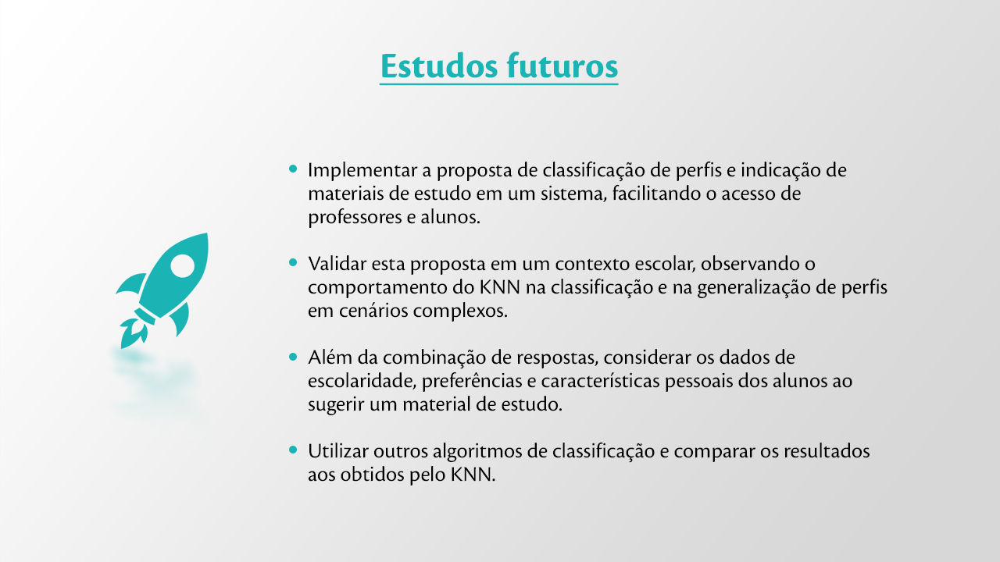 Estudos futuros
• Implementar a proposta de classificação de perfis e indicação de
materiais de estudo em um sistema, facilitando o acesso de
professores e alunos.
• Validar esta proposta em um contexto escolar, observando o
comportamento do KNN na classificação e na generalização de perfis
em cenários complexos.
• Além da combinação de respostas, considerar os dados de
escolaridade, preferências e características pessoais dos alunos ao
sugerir um material de estudo.
• Utilizar outros algoritmos de classificação e comparar os resultados
aos obtidos pelo KNN.